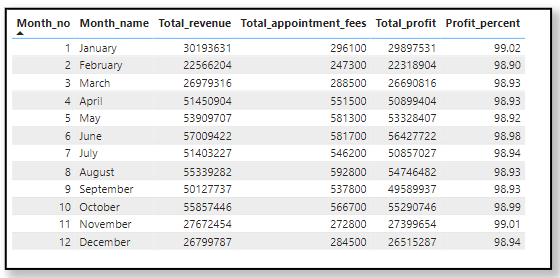 Month_no Month_name Total_revenue Total_appointment_fees Total_profit Profit_percent
1 January 30193631 296100 29897531 99.02
2 February 22566204 247300 22318904 98.90
3 March 26979316 288500 26690816 98.93
4 April 51450904 551500 50899404 98.93
5 May 53909707 581300 53328407 98.92
6 June 57009422 581700 56427722 98.98
7 July 51403227 546200 50857027 98.94
8 August 55339282 592800 54746482 98.93
9 September 50127737 537800 49589937 98.93
10 October 55857446 566700 55290746 98.99
11 November 27672454 272800 27399654 99.01
12 December 26799787 284500 26515287 98.94